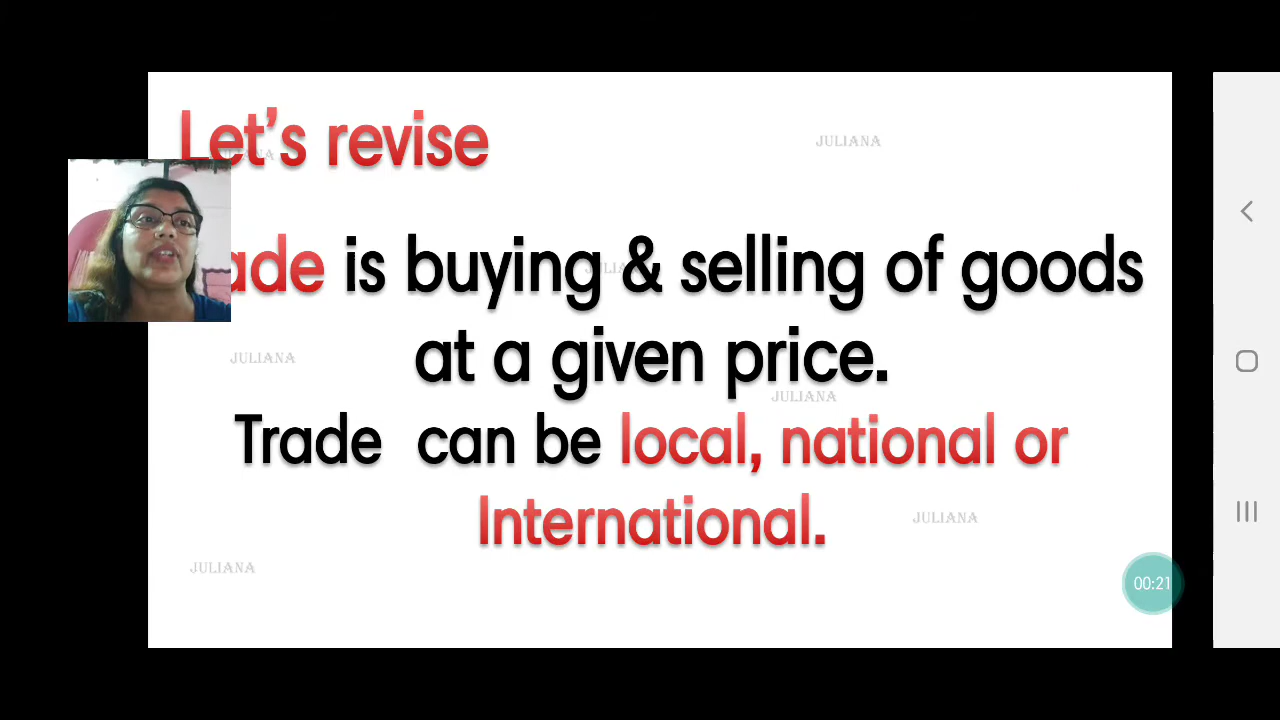 Let's revise
JULIANA
ade is buying & selling of goods
JULIANA
at a given price.
JULIANA
Trade can be local, national or
International.
JULIANA
JULIANA
00:21